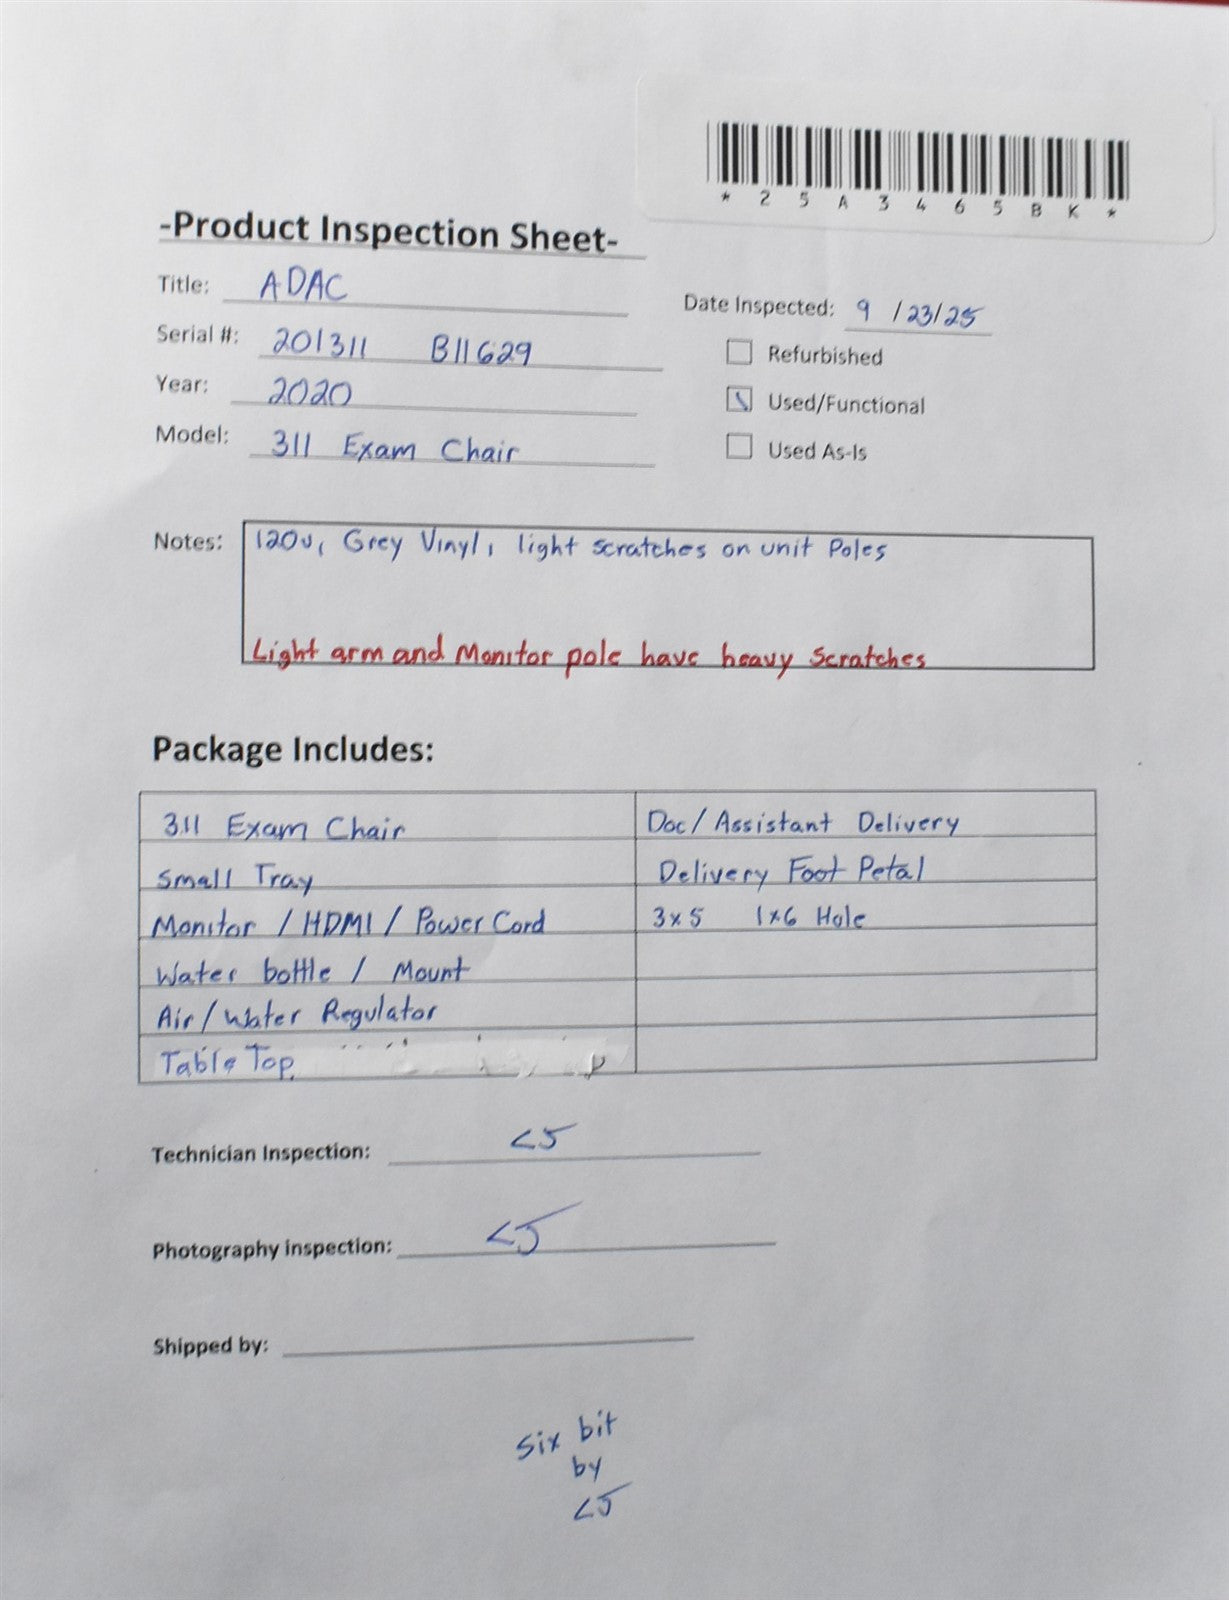 *25A3465BK*
-Product Inspection Sheet-
Title: ADAC
Date Inspected: 9/23/25
Serial #: 201311 B11629
Refurbished
Year: 2020
Used/Functional
Model: 311 Exam Chair
Used As-Is
Notes: 120v, Grey Vinyl, light scratches on unit Poles
Light arm and Monitor pole have heavy Scratches
Package Includes:
311 Exam Chair
Doc/Assistant Delivery
Small Tray
Delivery Foot Petal
Monitor / HDMI / Power Cord
3x5 1x6 Hole
Water bottle / Mount
Air/Water Regulator
Table Top
Technician Inspection:
Photography inspection:
Shipped by:
six bit
by